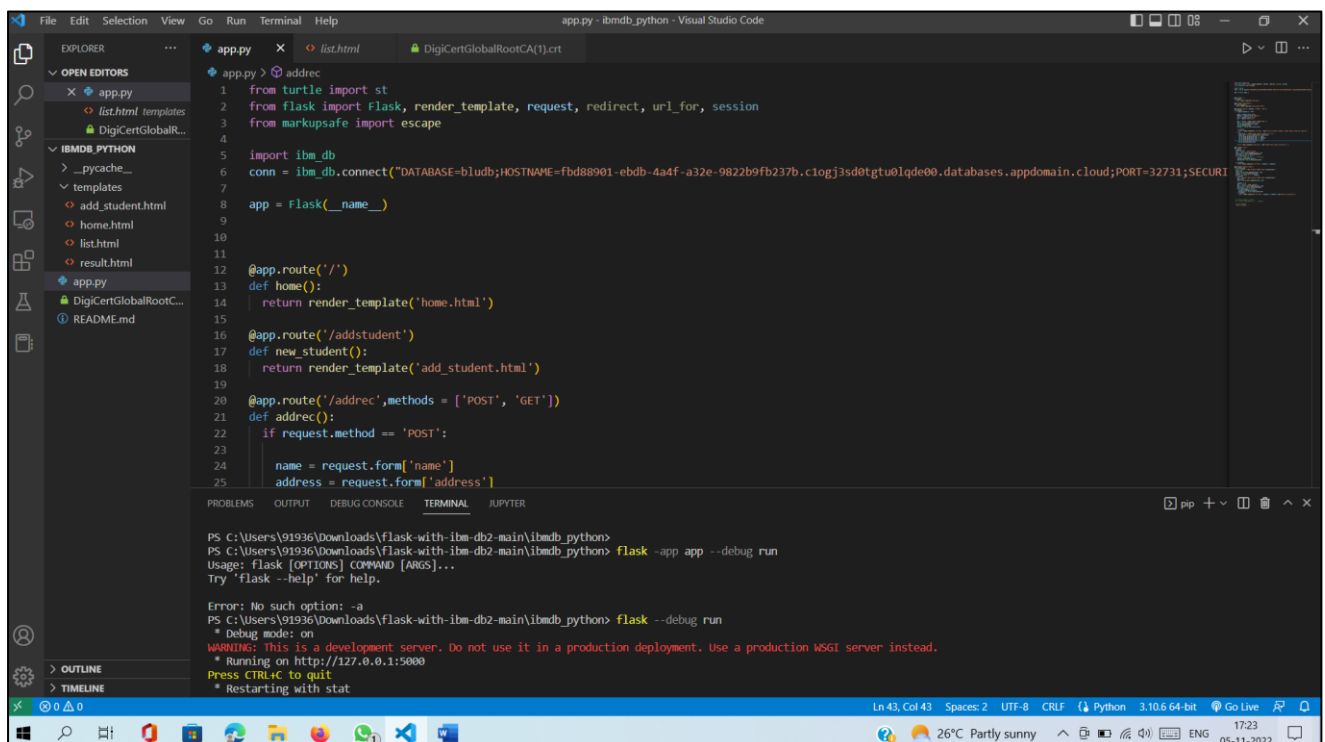 File Edit Selection View Go Run Terminal Help app.py - ibmdb_python - Visual Studio Code
EXPLORER ...
OPEN EDITORS
app.py
list.html templates
DigiCertGlobalR...
IBMDB_PYTHON
__pycache__
templates
add_student.html
home.html
list.html
result.html
app.py
DigiCertGlobalRootC...
README.md
OUTLINE
TIMELINE
app.py list.html DigiCertGlobalRootCA(1).crt
app.py > addrec
1 from turtle import st
2 from flask import Flask, render_template, request, redirect, url_for, session
3 from markupsafe import escape
4
5 import ibm_db
6 conn = ibm_db.connect("DATABASE=bludb;HOSTNAME=fbd88901-ebdb-4a4f-a32e-9822b9fb237b.c1ogj3sd0tgtu0lqde00.databases.appdomain.cloud;PORT=32731;SECURI
7
8 app = Flask(__name__)
9
10
11
12 @app.route('/')
13 def home():
14 return render_template('home.html')
15
16 @app.route('/addstudent')
17 def new_student():
18 return render_template('add_student.html')
19
20 @app.route('/addrec',methods = ['POST', 'GET'])
21 def addrec():
22 if request.method == 'POST':
23
24 name = request.form['name']
25 address = request.form['address']
PROBLEMS OUTPUT DEBUG CONSOLE TERMINAL JUPYTER pip
PS C:\Users\91936\Downloads\flask-with-ibm-db2-main\ibmdb_python>
PS C:\Users\91936\Downloads\flask-with-ibm-db2-main\ibmdb_python> flask -app app --debug run
Usage: flask [OPTIONS] COMMAND [ARGS]...
Try 'flask --help' for help.
Error: No such option: -a
PS C:\Users\91936\Downloads\flask-with-ibm-db2-main\ibmdb_python> flask --debug run
* Debug mode: on
WARNING: This is a development server. Do not use it in a production deployment. Use a production WSGI server instead.
* Running on http://127.0.0.1:5000
Press CTRL+C to quit
* Restarting with stat
0 0 Ln 43, Col 43 Spaces: 2 UTF-8 CRLF Python 3.10.6 64-bit Go Live
26°C Partly sunny ENG 17:23
05-11-2022